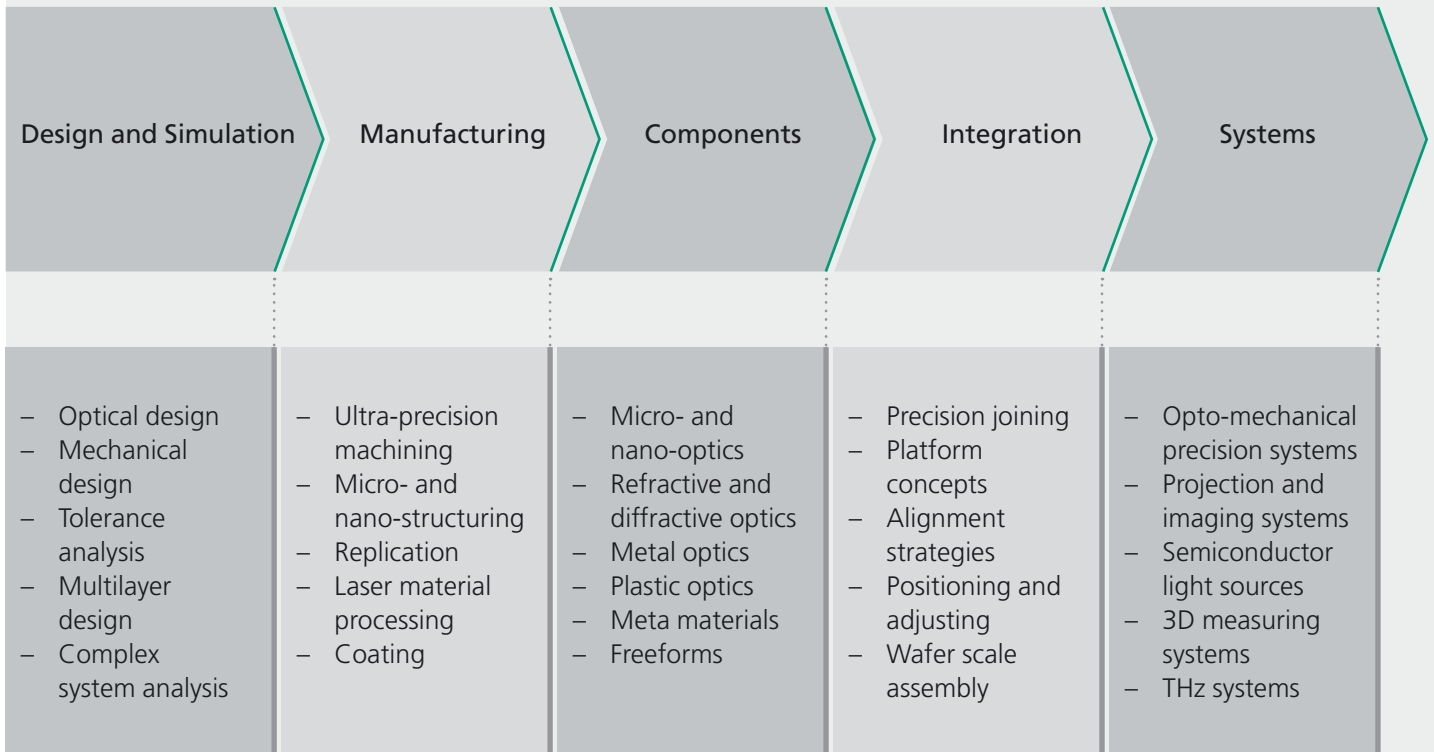 Design and Simulation
Manufacturing
Components
Integration
Systems
– Optical design
– Mechanical
design
– Tolerance
analysis
– Multilayer
design
– Complex
system analysis
– Ultra-precision
machining
– Micro- and
nano-structuring
– Replication
– Laser material
processing
– Coating
– Micro- and
nano-optics
– Refractive and
diffractive optics
– Metal optics
– Plastic optics
– Meta materials
– Freeforms
– Precision joining
– Platform
concepts
– Alignment
strategies
– Positioning and
adjusting
– Wafer scale
assembly
– Opto-mechanical
precision systems
– Projection and
imaging systems
– Semiconductor
light sources
– 3D measuring
systems
– THz systems